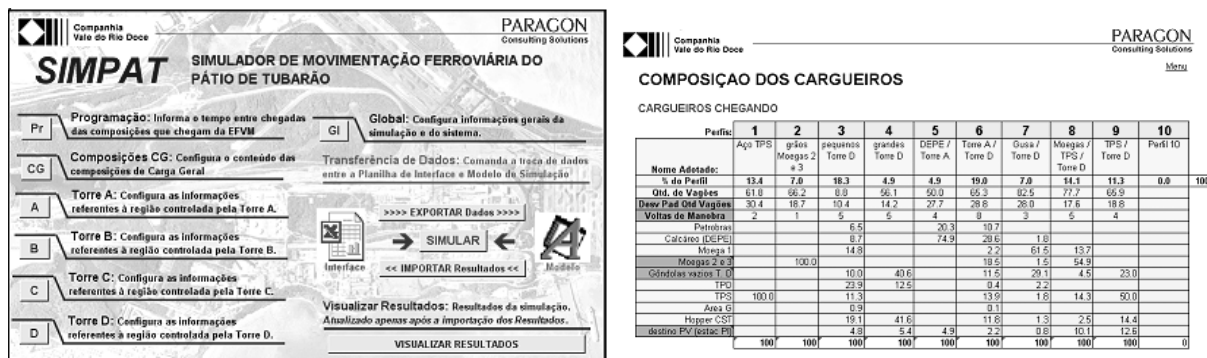 Companhia
Vale do Rio Doce
PARAGON
Consulting Solutions
SIMPAT
SIMULADOR DE MOVIMENTAÇÃO FERROVIÁRIA DO
PÁTIO DE TUBARÃO
Pr
Programação: Informa o tempo entre chegadas
das composições que chegam da EFVM
CG
Composições CG: Configura o conteúdo das
composições de Carga Geral
A
Torre A: Configura as informações
referentes à região controlada pela Torre A.
B
Torre B: Configura as informações
referentes à região controlada pela Torre B.
C
Torre C: Configura as informações
referentes à região controlada pela Torre C.
D
Torre D: Configura as informações
referentes à região controlada pela Torre D.
GI
Global: Configura informações gerais da
simulação e do sistema.
Transferência de Dados: Comanda a troca de dados
entre a Planilha de Interface e Modelo de Simulação
>>>> EXPORTAR Dados >>>>
SIMULAR
<< IMPORTAR Resultados <<
Interface
Modelo
Visualizar Resultados: Resultados da simulação.
Atualizado apenas após a importação dos Resultados.
VISUALIZAR RESULTADOS
Companhia
Vale do Rio Doce
PARAGON
Consulting Solutions
Menu
COMPOSIÇAO DOS CARGUEIROS
CARGUEIROS CHEGANDO
Perfis: 1 2 3 4 5 6 7 8 9 10
Nome Adotado: Aço TPS grãos Moegas 2 e 3 pequenos Torre D grandes Torre D DEPE / Torre A Torre A / Torre D Gusa / Torre D Moegas / TPS / Torre D TPS / Torre D Perfil 10
% do Perfil 13.4 7.0 18.3 4.9 4.9 19.0 7.0 14.1 11.3 0.0 100
Qtd. de Vagões 61.8 66.2 8.8 56.1 50.0 65.3 82.5 77.7 65.9
Desv Pad Qtd Vagões 30.4 18.7 10.4 14.2 27.7 28.8 28.0 17.6 18.8
Voltas de Manobra 2 1 5 5 4 8 3 5 4
Petrobras 6.5 20.3 10.7
Calcáreo (DEPE) 8.7 74.9 28.6 1.8
Moega 1 14.8 2.2 61.5 13.7
Moegas 2 e 3 100.0 18.5 1.5 54.9
Gôndolas vazios T. D 10.0 40.6 11.5 29.1 4.5 23.0
TPD 23.9 12.5 0.4 2.2
TPS 100.0 11.3 13.9 1.8 14.3 50.0
Area G 0.9 0.1
Hopper CST 19.1 41.6 11.8 1.3 2.5 14.4
destino PV (estac PI) 4.8 5.4 4.9 2.2 0.8 10.1 12.6
100 100 100 100 100 100 100 100 100 0